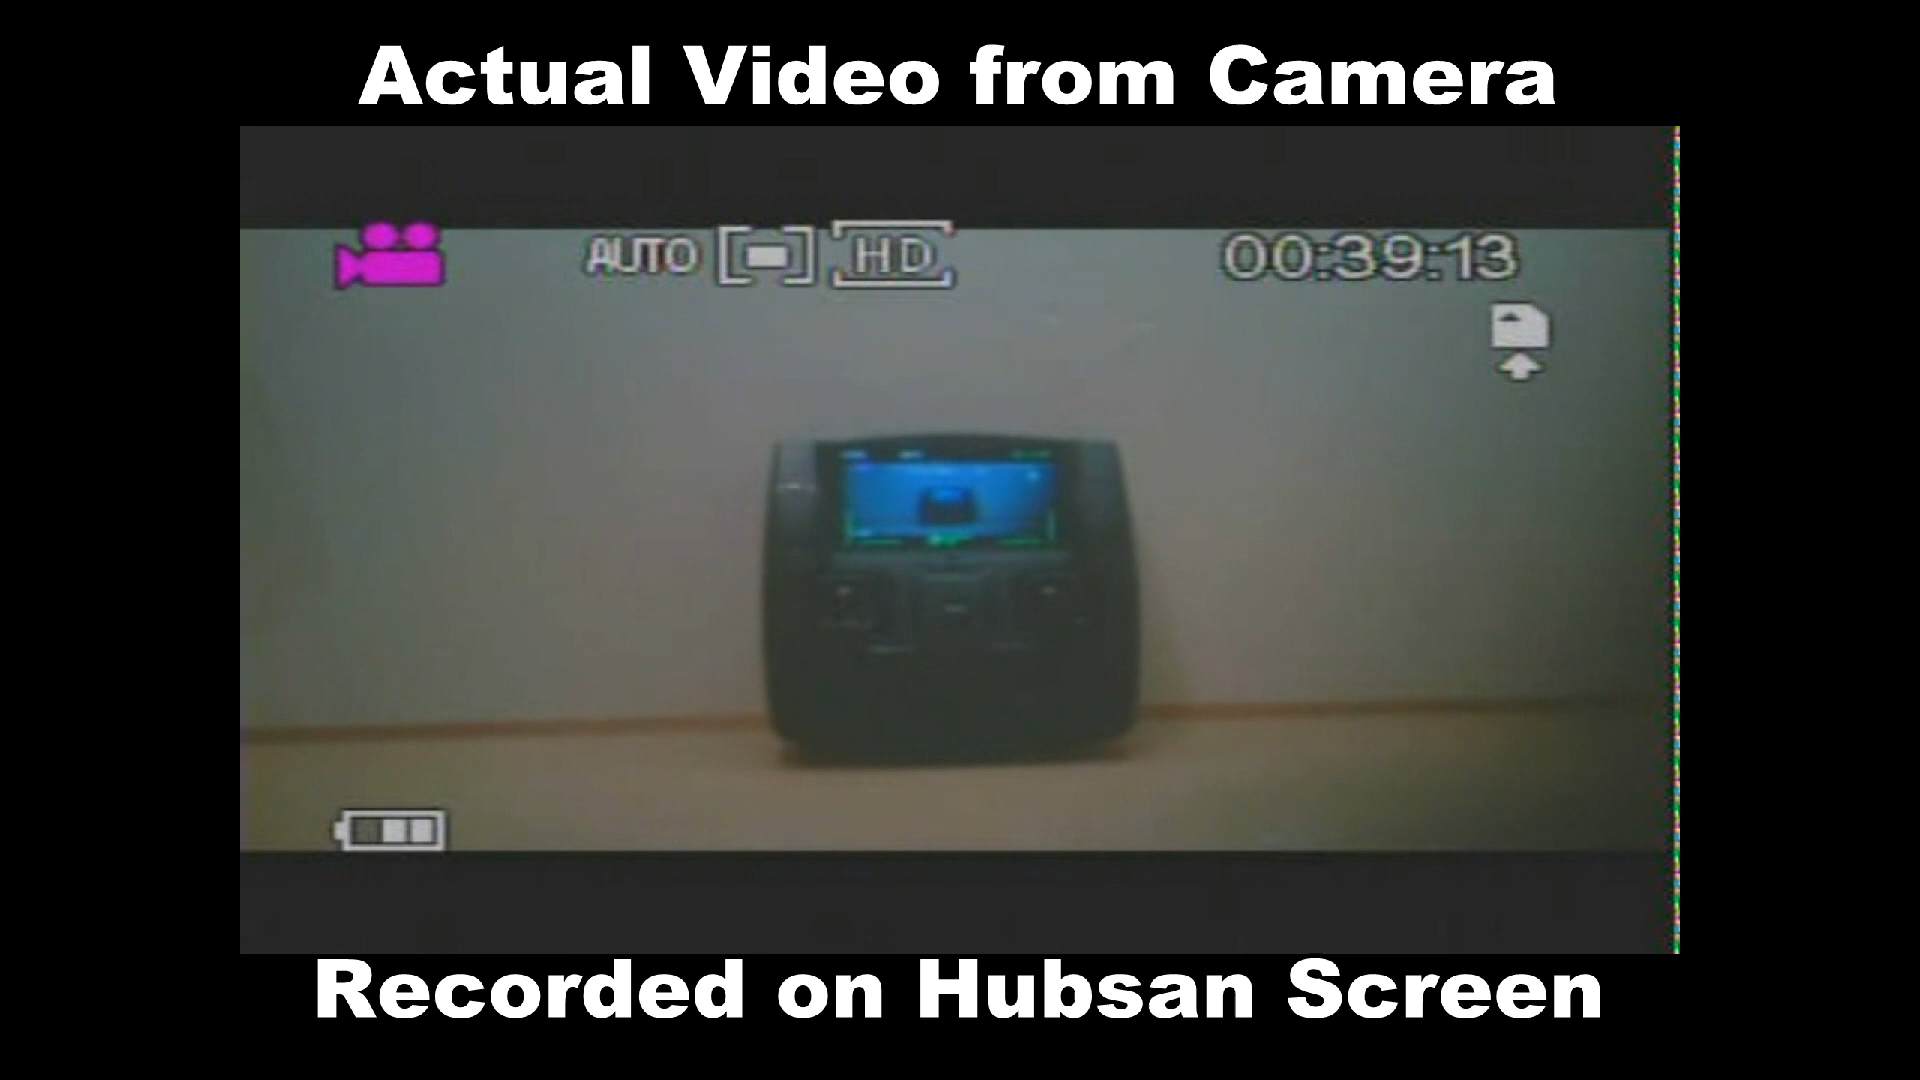 Actual Video from Camera
AUTO HD 00:39:13
Recorded on Hubsan Screen